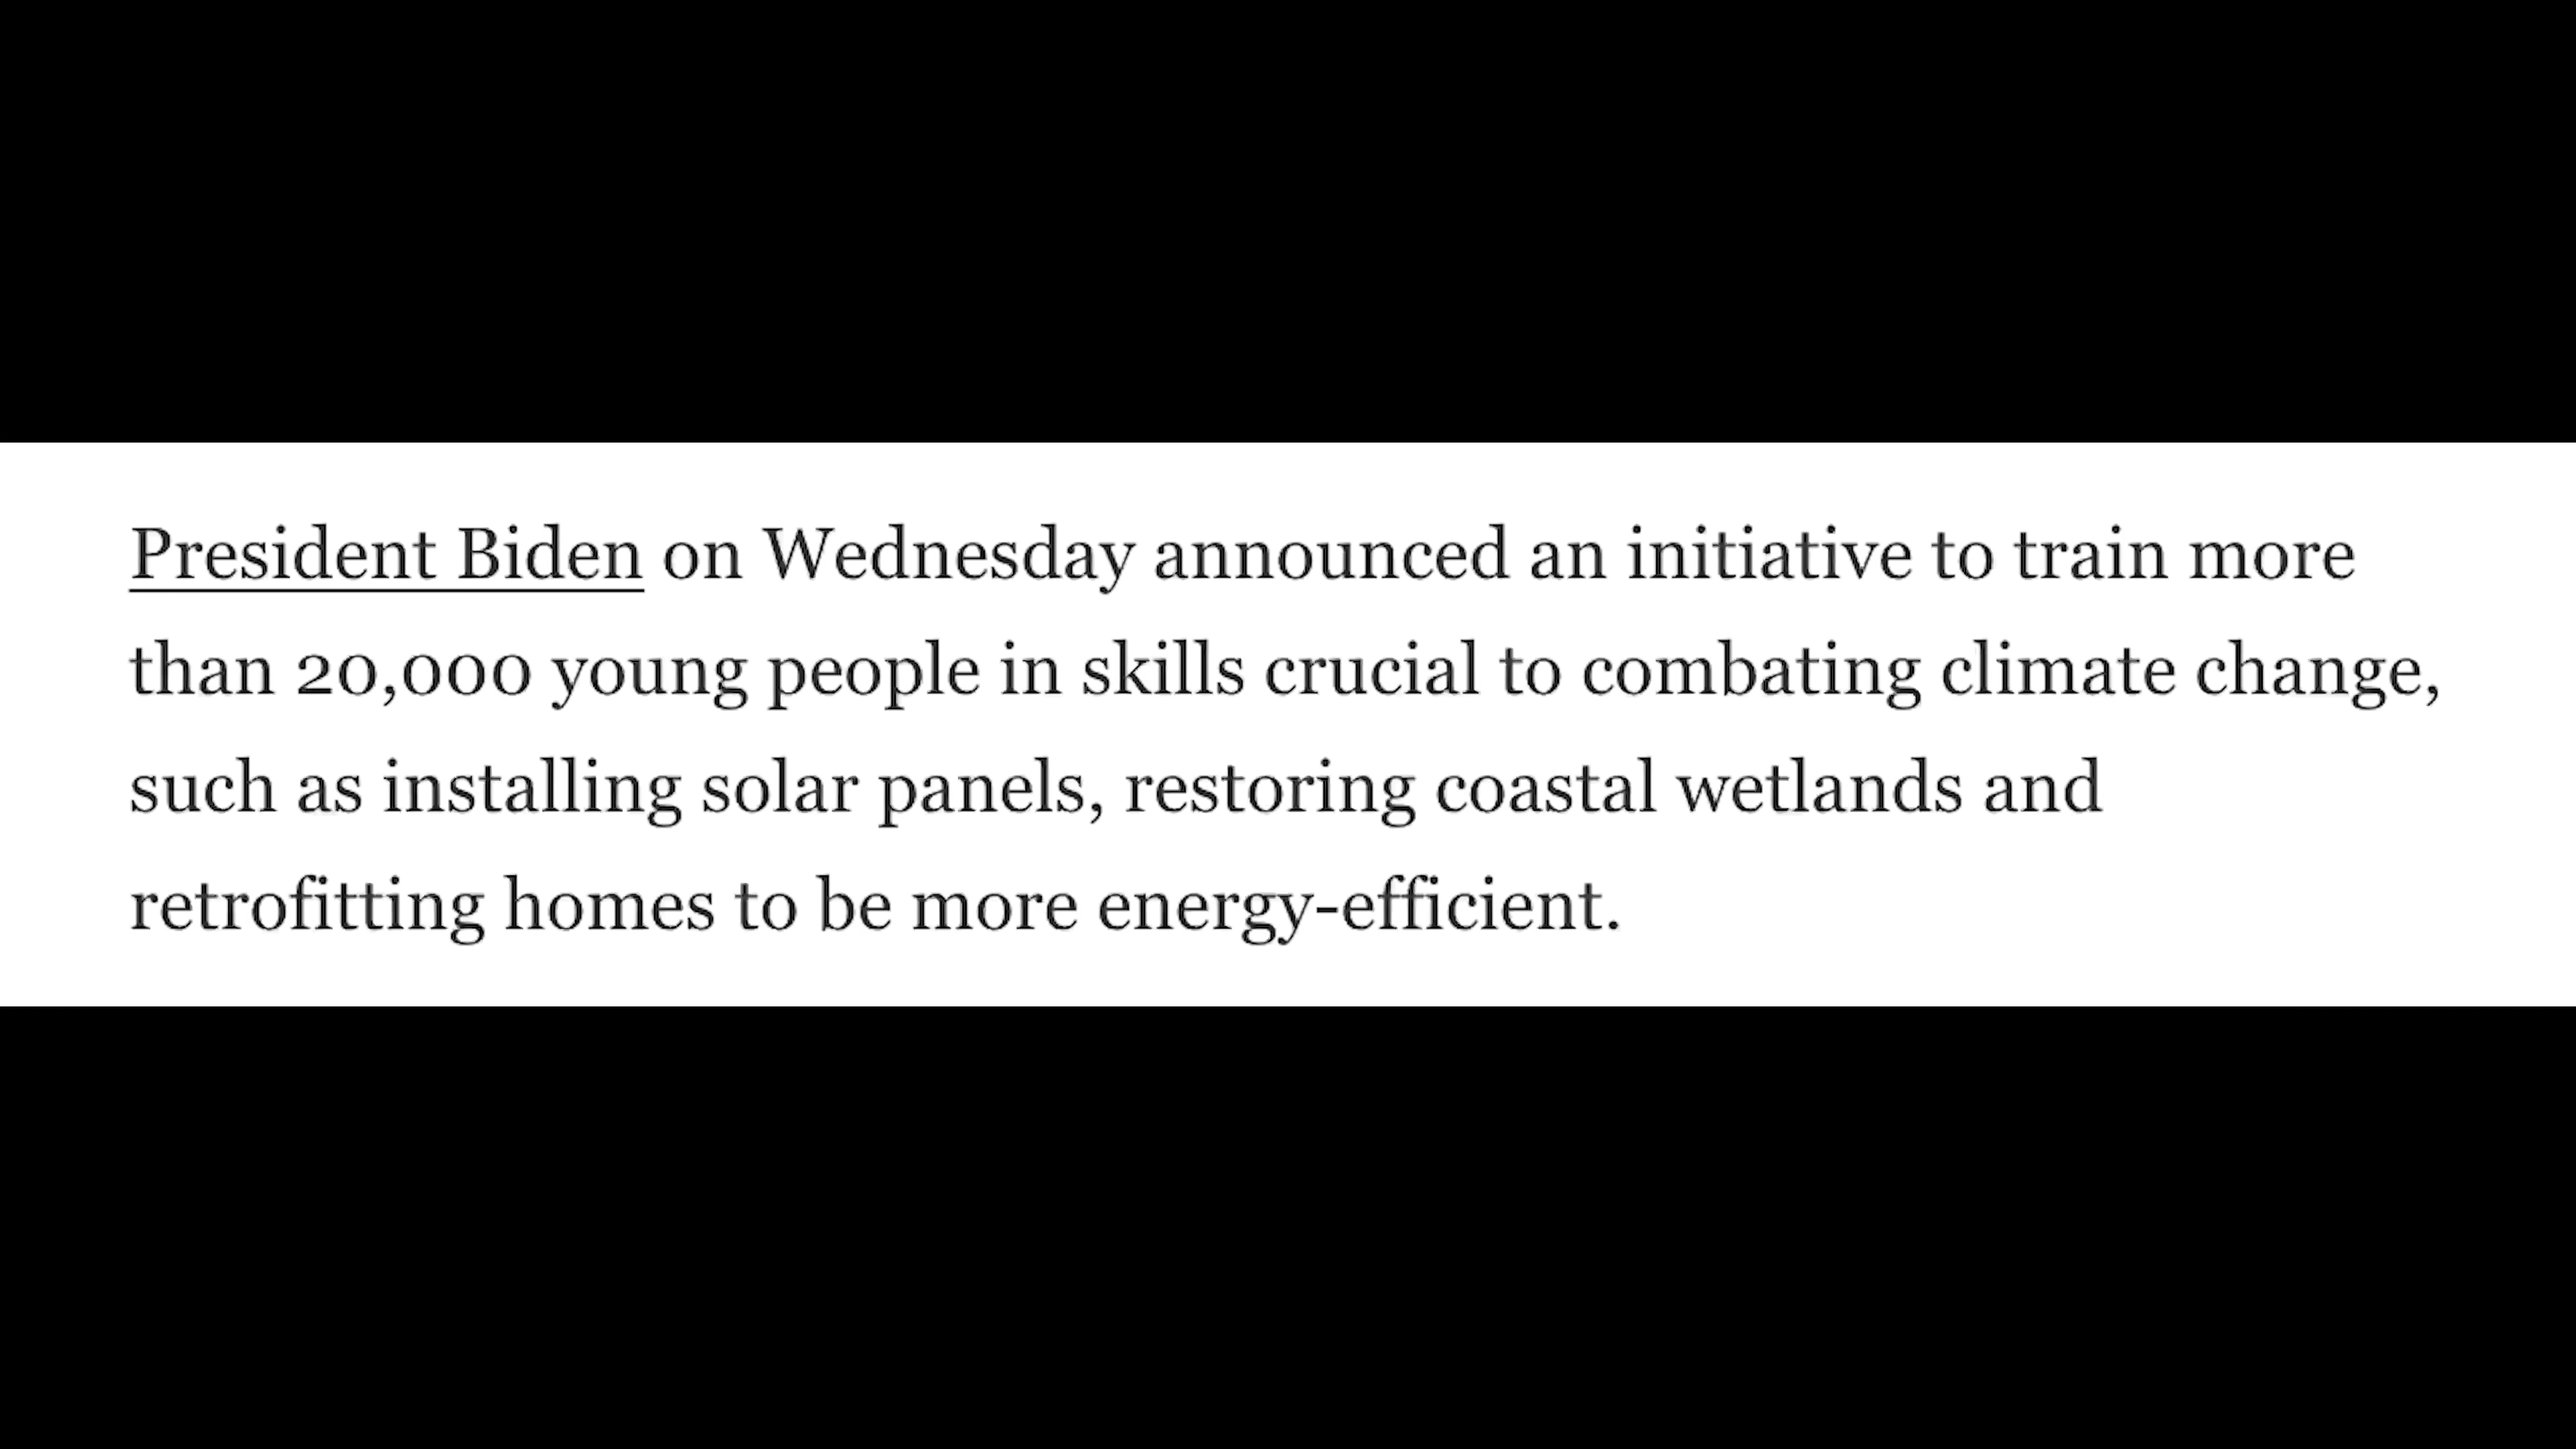 President Biden on Wednesday announced an initiative to train more
than 20,000 young people in skills crucial to combating climate change,
such as installing solar panels, restoring coastal wetlands and
retrofitting homes to be more energy-efficient.